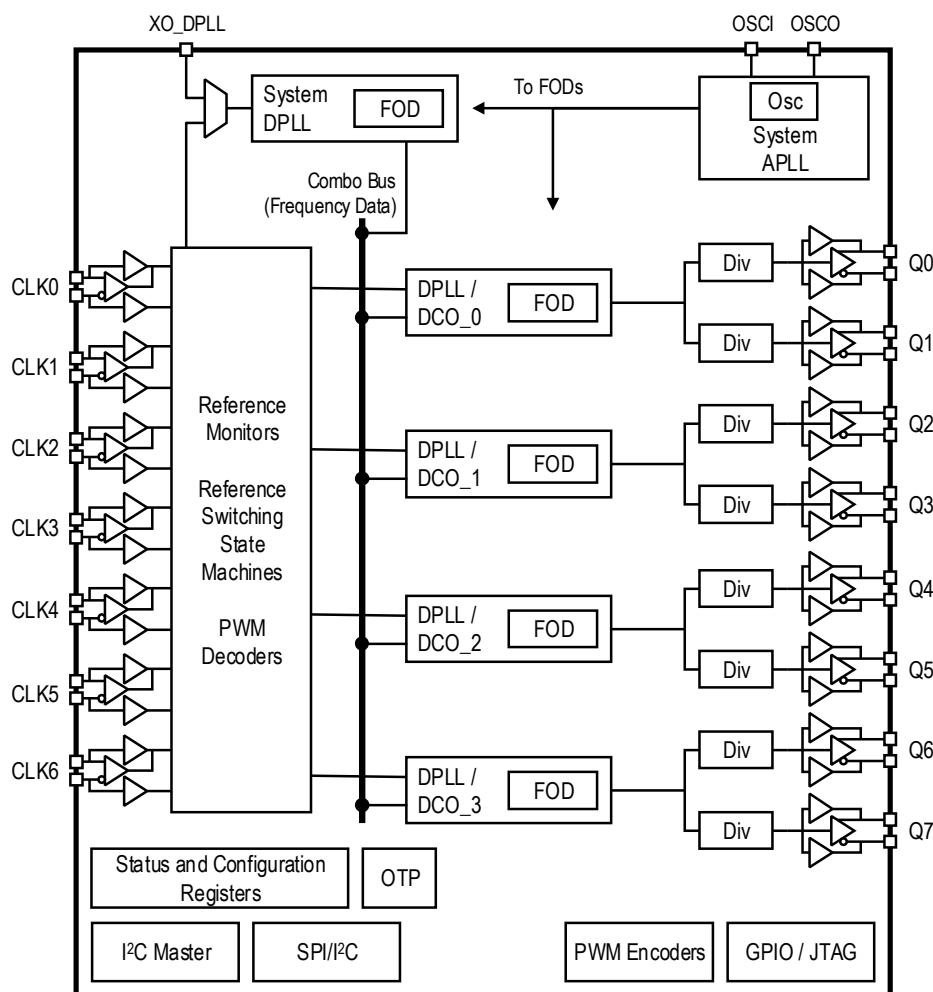 XO_DPLL
OSCI
OSCO
System
DPLL
FOD
To FODs
Osc
System
APLL
Combo Bus
(Frequency Data)
CLK0
CLK1
CLK2
CLK3
CLK4
CLK5
CLK6
Reference
Monitors
Reference
Switching
State
Machines
PWM
Decoders
DPLL /
DCO_0
FOD
DPLL /
DCO_1
FOD
DPLL /
DCO_2
FOD
DPLL /
DCO_3
FOD
Div
Div
Div
Div
Div
Div
Div
Div
Q0
Q1
Q2
Q3
Q4
Q5
Q6
Q7
Status and Configuration
Registers
OTP
I²C Master
SPI/I²C
PWM Encoders
GPIO / JTAG